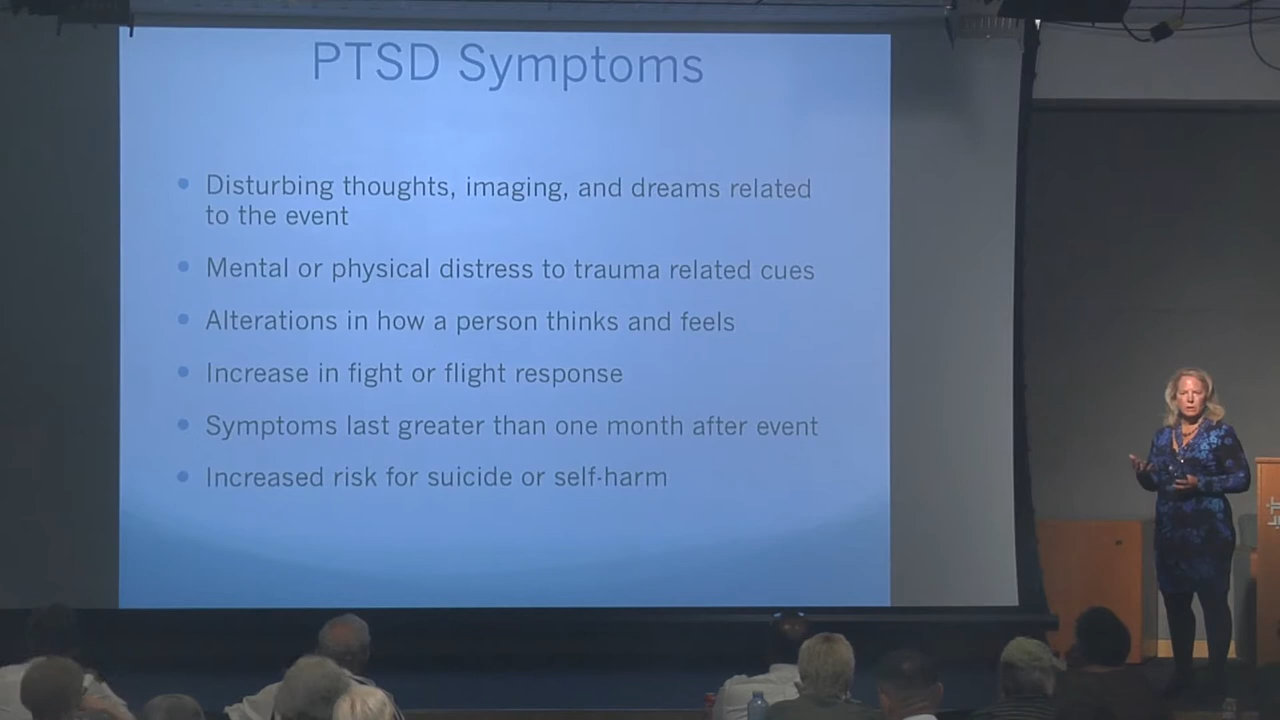 PTSD Symptoms
Disturbing thoughts, imaging, and dreams related
to the event
Mental or physical distress to trauma related cues
Alterations in how a person thinks and feels
Increase in fight or flight response
Symptoms last greater than one month after event
Increased risk for suicide or self-harm